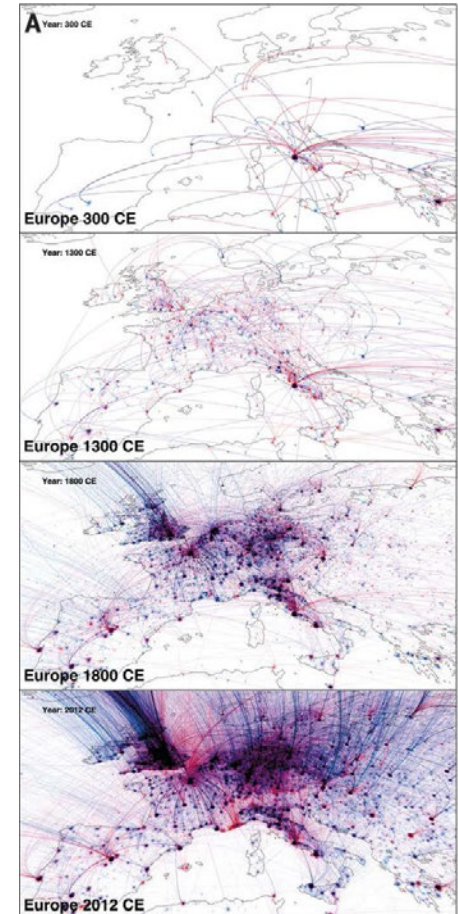 A Year: 300 CE
Europe 300 CE
Year: 1300 CE
Europe 1300 CE
Year: 1800 CE
Europe 1800 CE
Year: 2012 CE
Europe 2012 CE